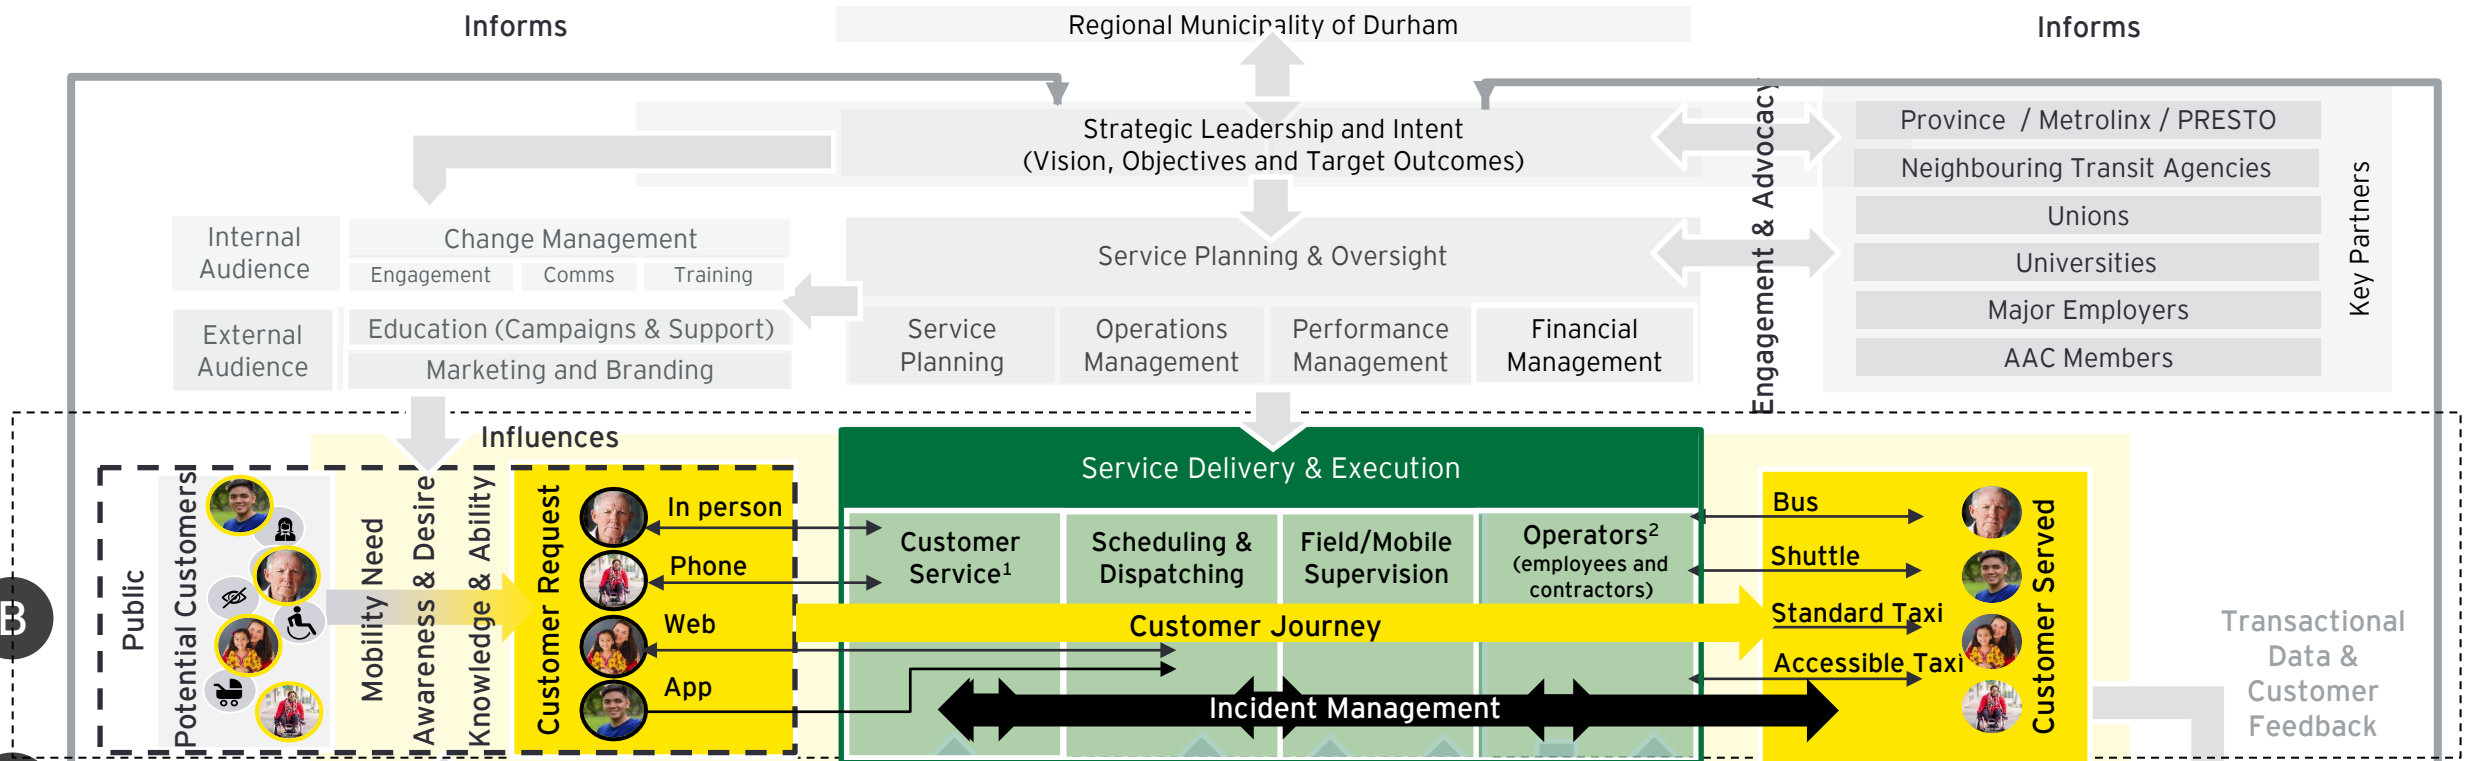 Informs
Regional Municipality of Durham
Informs
Strategic Leadership and Intent
(Vision, Objectives and Target Outcomes)
Engagement & Advocacy
Province / Metrolinx / PRESTO
Neighbouring Transit Agencies
Unions
Universities
Major Employers
AAC Members
Key Partners
Internal
Audience
Change Management
Engagement
Comms
Training
External
Audience
Education (Campaigns & Support)
Marketing and Branding
Service Planning & Oversight
Service
Planning
Operations
Management
Performance
Management
Financial
Management
Influences
B
Public
Potential Customers
Mobility Need
Awareness & Desire
Knowledge & Ability
Customer Request
In person
Phone
Web
App
Service Delivery & Execution
Customer
Service1
Scheduling &
Dispatching
Field/Mobile
Supervision
Operators2
(employees and
contractors)
Customer Journey
Incident Management
Bus
Shuttle
Standard Taxi
Accessible Taxi
Customer Served
Transactional
Data &
Customer
Feedback